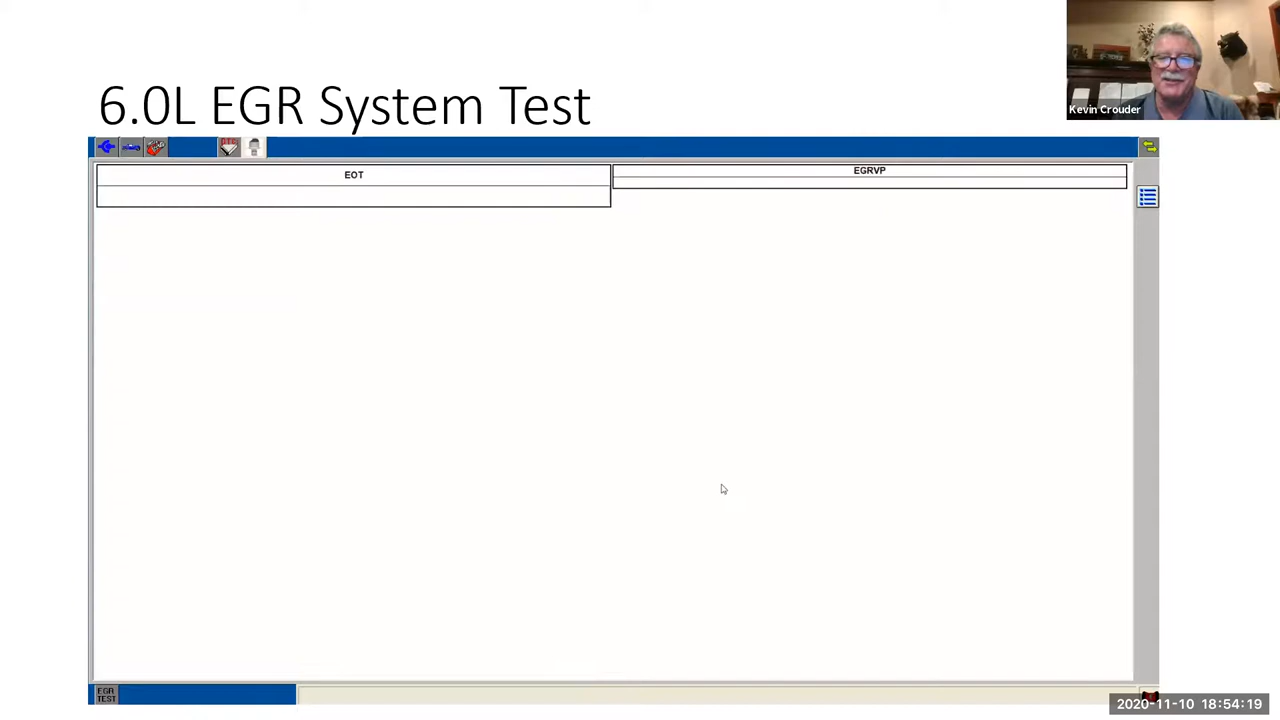 6.0L EGR System Test
Kevin Crouder
EOT
EGRVP
EGR
TEST
2020-11-10 18:54:19